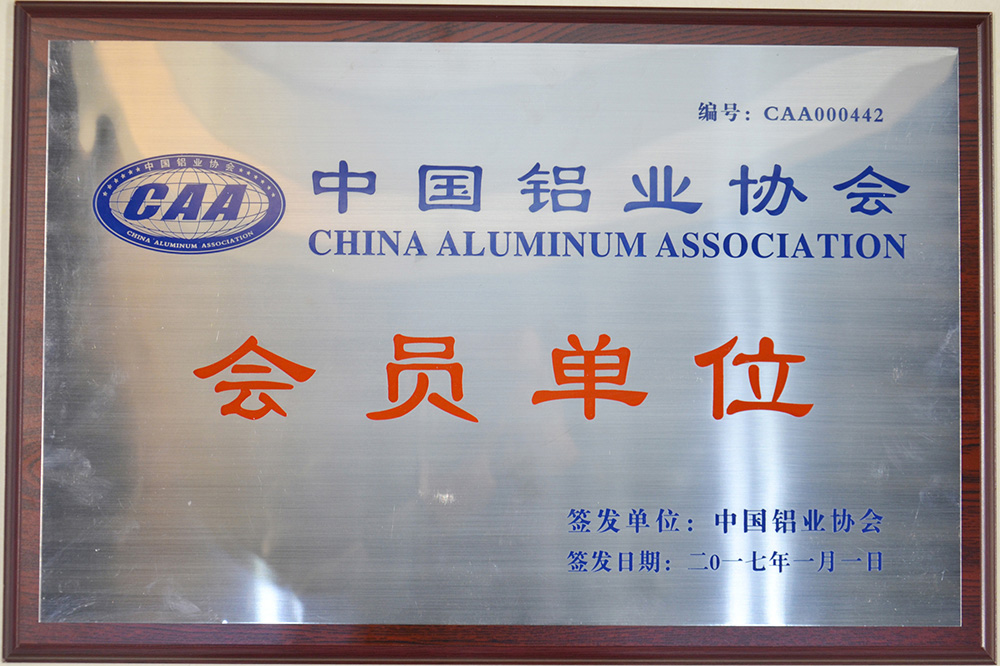 编号：CAA000442
中国铝业协会
CAA
CHINA ALUMINUM ASSOCIATION
中国铝业协会
CHINA ALUMINUM ASSOCIATION
会员单位
签发单位：中国铝业协会
签发日期：二0一七年一月一日